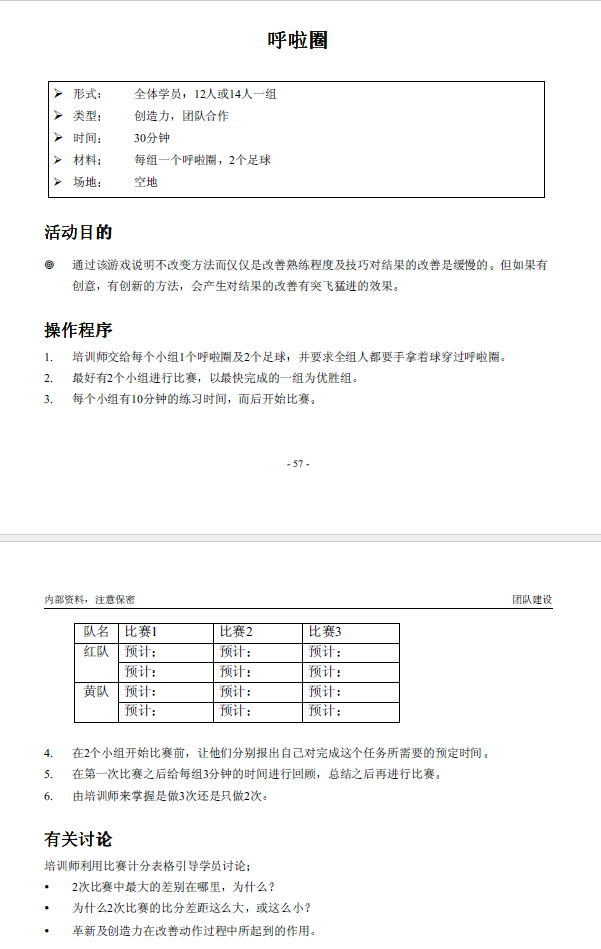 呼啦圈
➢ 形式： 全体学员，12人或14人一组
➢ 类型： 创造力，团队合作
➢ 时间： 30分钟
➢ 材料： 每组一个呼啦圈，2个足球
➢ 场地： 空地
活动目的
通过该游戏说明不改变方法而仅仅是改善熟练程度及技巧对结果的改善是缓慢的。但如果有
创意，有创新的方法，会产生对结果的改善有突飞猛进的效果。
操作程序
1. 培训师交给每个小组1个呼啦圈及2个足球，并要求全组人都要手拿着球穿过呼啦圈。
2. 最好有2个小组进行比赛，以最快完成的一组为优胜组。
3. 每个小组有10分钟的练习时间，而后开始比赛。
- 57 -
内部资料，注意保密 团队建设
队名 比赛1 比赛2 比赛3
红队 预计： 预计： 预计：
预计： 预计： 预计：
黄队 预计： 预计： 预计：
预计： 预计： 预计：
4. 在2个小组开始比赛前，让他们分别报出自己对完成这个任务所需要的预定时间。
5. 在第一次比赛之后给每组3分钟的时间进行回顾，总结之后再进行比赛。
6. 由培训师来掌握是做3次还是只做2次。
有关讨论
培训师利用比赛计分表格引导学员讨论；
• 2次比赛中最大的差别在哪里，为什么？
• 为什么2次比赛的比分差距这么大，或这么小？
• 革新及创造力在改善动作过程中所起到的作用。